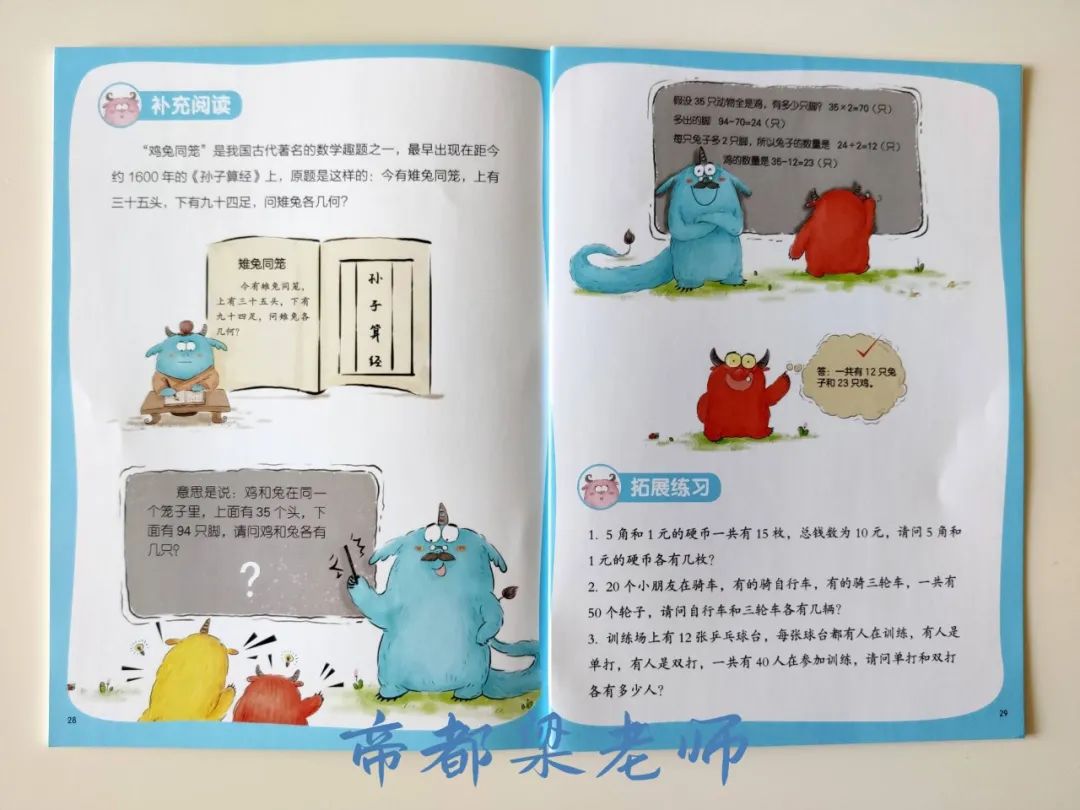 补充阅读
“鸡兔同笼”是我国古代著名的数学趣题之一，最早出现在距今
约 1600 年的《孙子算经》上，原题是这样的：今有雉兔同笼，上有
三十五头，下有九十四足，问雉兔各几何？
雉兔同笼
今有雉兔同笼，
上有三十五头，下有
九十四足，问雉兔各
几何？
孙子算经
意思是说：鸡和兔在同一
个笼子里，上面有 35 个头，下
面有 94 只脚，请问鸡和兔各有
几只？
?
28
假设 35 只动物全是鸡，有多少只脚？ 35×2=70（只）
多出的脚 94-70=24（只）
每只兔子多 2 只脚，所以兔子的数量是 24÷2=12（只）
鸡的数量是 35-12=23（只）
答：一共有 12 只兔
子和 23 只鸡。
拓展练习
1. 5 角和 1 元的硬币一共有 15 枚，总钱数为 10 元，请问 5 角和
1 元的硬币各有几枚？
2. 20 个小朋友在骑车，有的骑自行车，有的骑三轮车，一共有
50 个轮子，请问自行车和三轮车各有几辆？
3. 训练场上有 12 张乒乓球台，每张球台都有人在训练，有人是
单打，有人是双打，一共有 40 人在参加训练，请问单打和双打
各有多少人？
29
帝都梁老师